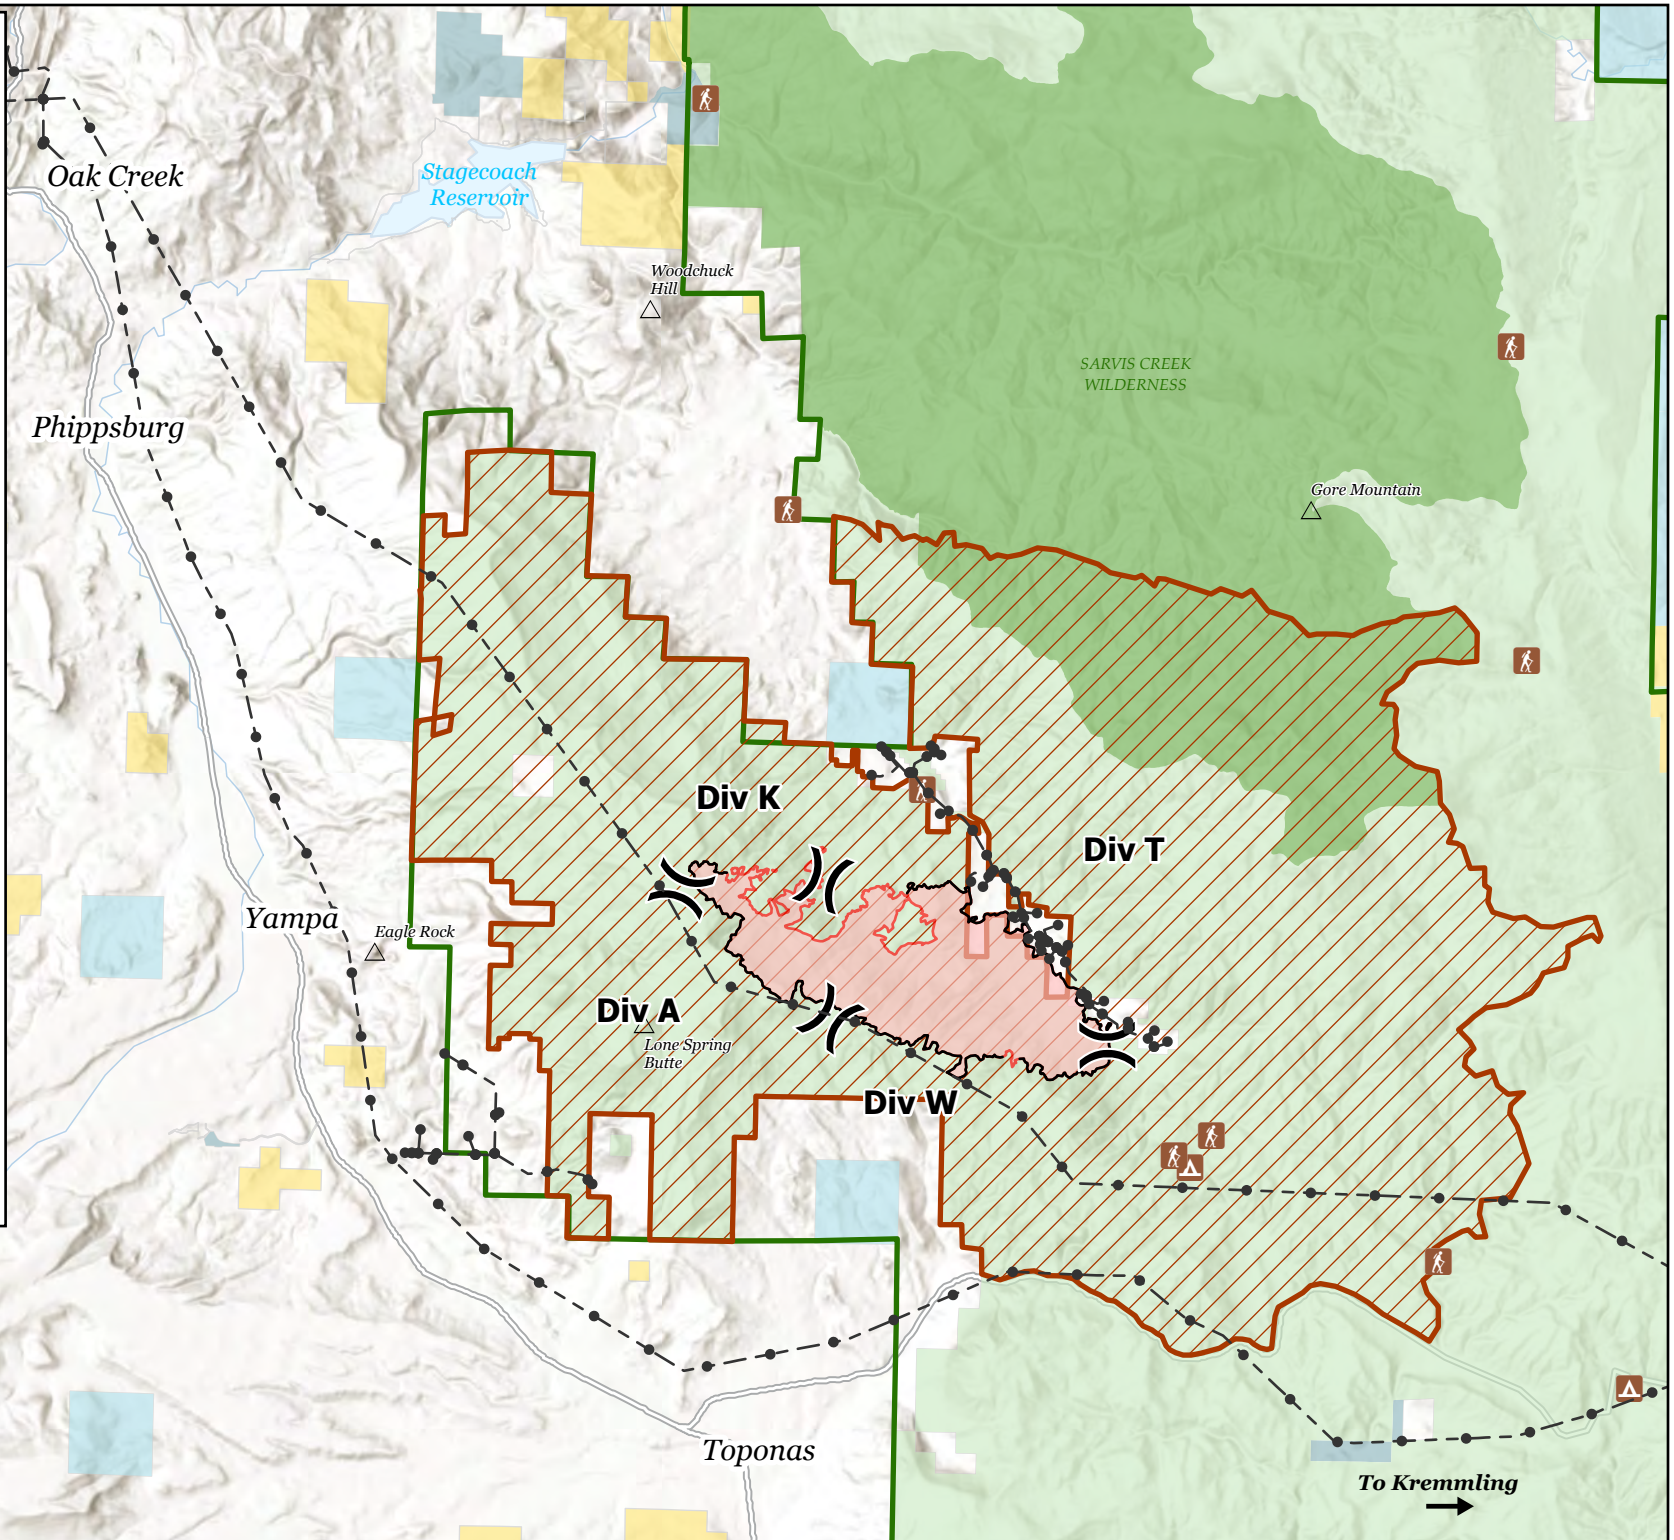 Oak Creek
Stagecoach
Reservoir
Woodchuck
Hill
SARVIS CREEK
WILDERNESS
Phippsburg
Gore Mountain
Div K
Div T
Yampa
Eagle Rock
Div A
Lone Spring
Butte
Div W
Toponas
To Kremmling